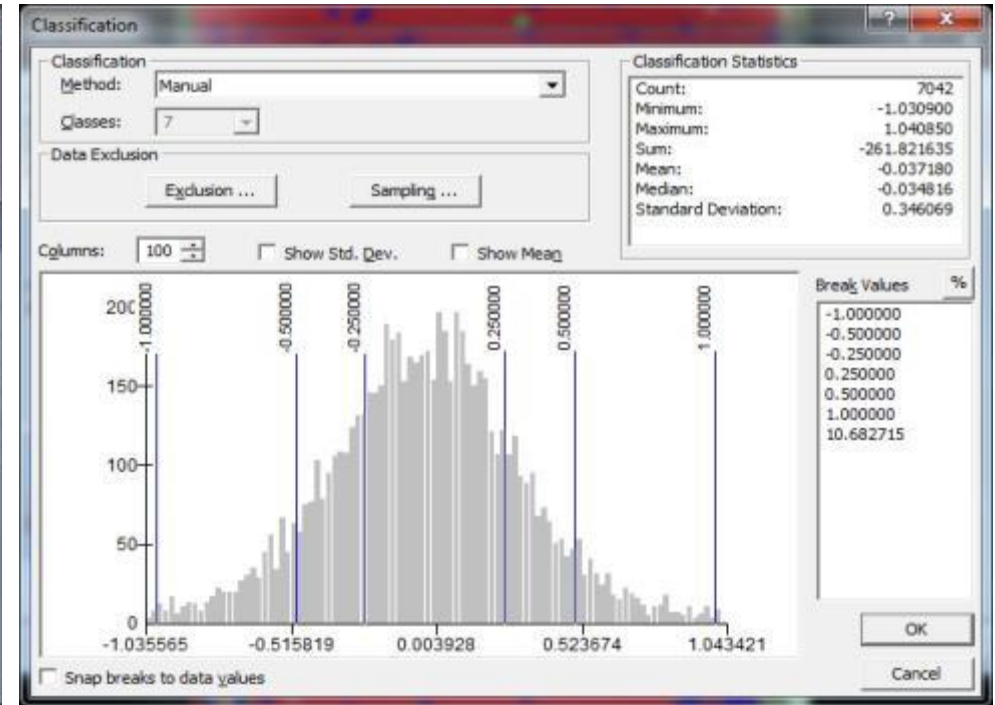 Classification
?
X
Classification
Method:
Manual
Classes:
7
Data Exclusion
Exclusion ...
Sampling ...
Classification Statistics
Count: 7042
Minimum: -1.030900
Maximum: 1.040850
Sum: -261.821635
Mean: -0.037180
Median: -0.034816
Standard Deviation: 0.346069
Columns:
100
Show Std. Dev.
Show Mean
-1.000000
-0.500000
-0.250000
0.250000
0.500000
1.000000
200
150
100
50
0
-1.035565
-0.515819
0.003928
0.523674
1.043421
Snap breaks to data values
Break Values
%
-1.000000
-0.500000
-0.250000
0.250000
0.500000
1.000000
10.682715
OK
Cancel